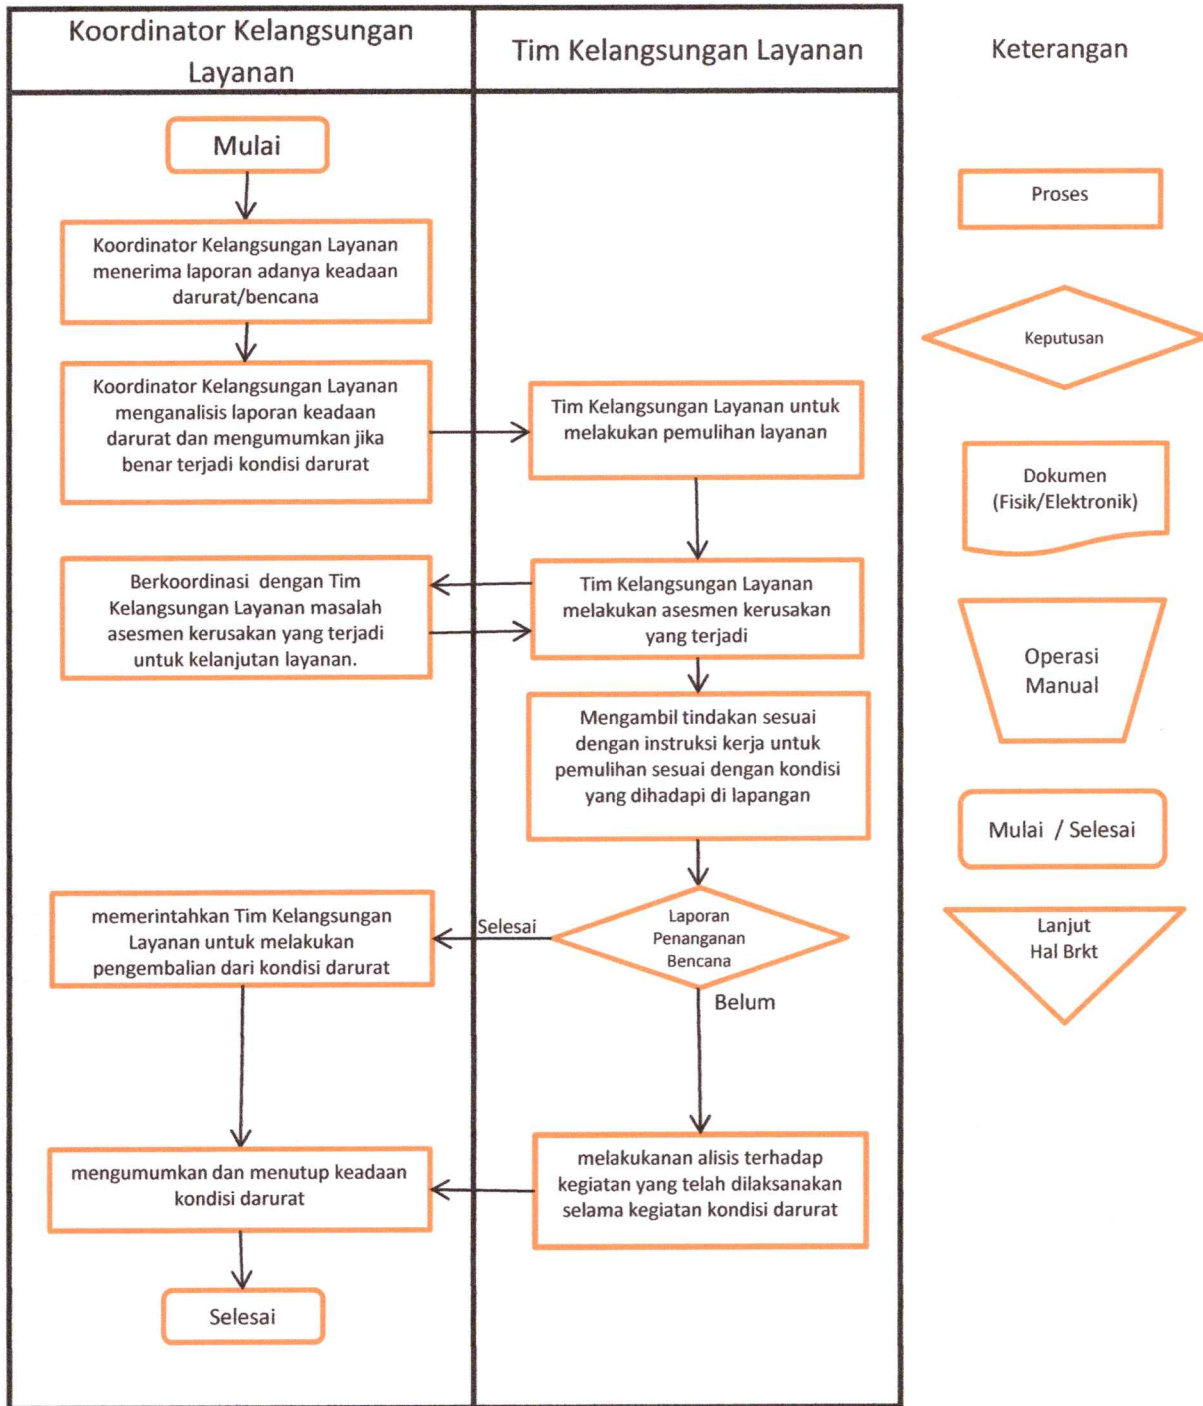 Koordinator Kelangsungan
Layanan
Tim Kelangsungan Layanan
Keterangan
Mulai
Koordinator Kelangsungan Layanan
menerima laporan adanya keadaan
darurat/bencana
Koordinator Kelangsungan Layanan
menganalisis laporan keadaan
darurat dan mengumumkan jika
benar terjadi kondisi darurat
Tim Kelangsungan Layanan untuk
melakukan pemulihan layanan
Berkoordinasi dengan Tim
Kelangsungan Layanan masalah
asesmen kerusakan yang terjadi
untuk kelanjutan layanan.
Tim Kelangsungan Layanan
melakukan asesmen kerusakan
yang terjadi
Mengambil tindakan sesuai
dengan instruksi kerja untuk
pemulihan sesuai dengan kondisi
yang dihadapi di lapangan
Laporan
Penanganan
Bencana
Selesai
Belum
memerintahkan Tim Kelangsungan
Layanan untuk melakukan
pengembalian dari kondisi darurat
melakukanan alisis terhadap
kegiatan yang telah dilaksanakan
selama kegiatan kondisi darurat
mengumumkan dan menutup keadaan
kondisi darurat
Selesai
Proses
Keputusan
Dokumen
(Fisik/Elektronik)
Operasi
Manual
Mulai / Selesai
Lanjut
Hal Brkt